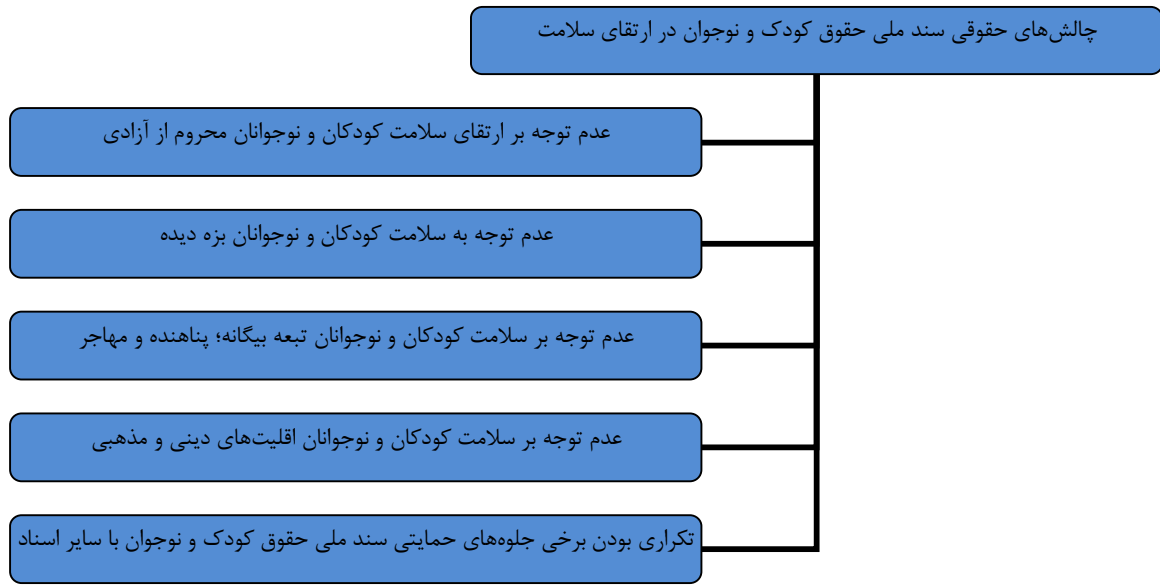 چالش‌های حقوقی سند ملی حقوق کودک و نوجوان در ارتقای سلامت
عدم توجه بر ارتقای سلامت کودکان و نوجوانان محروم از آزادی
عدم توجه به سلامت کودکان و نوجوانان بزه دیده
عدم توجه بر سلامت کودکان و نوجوانان تبعه بیگانه؛ پناهنده و مهاجر
عدم توجه بر سلامت کودکان و نوجوانان اقلیت‌های دینی و مذهبی
تکراری بودن برخی جلوه‌های حمایتی سند ملی حقوق کودک و نوجوان با سایر اسناد